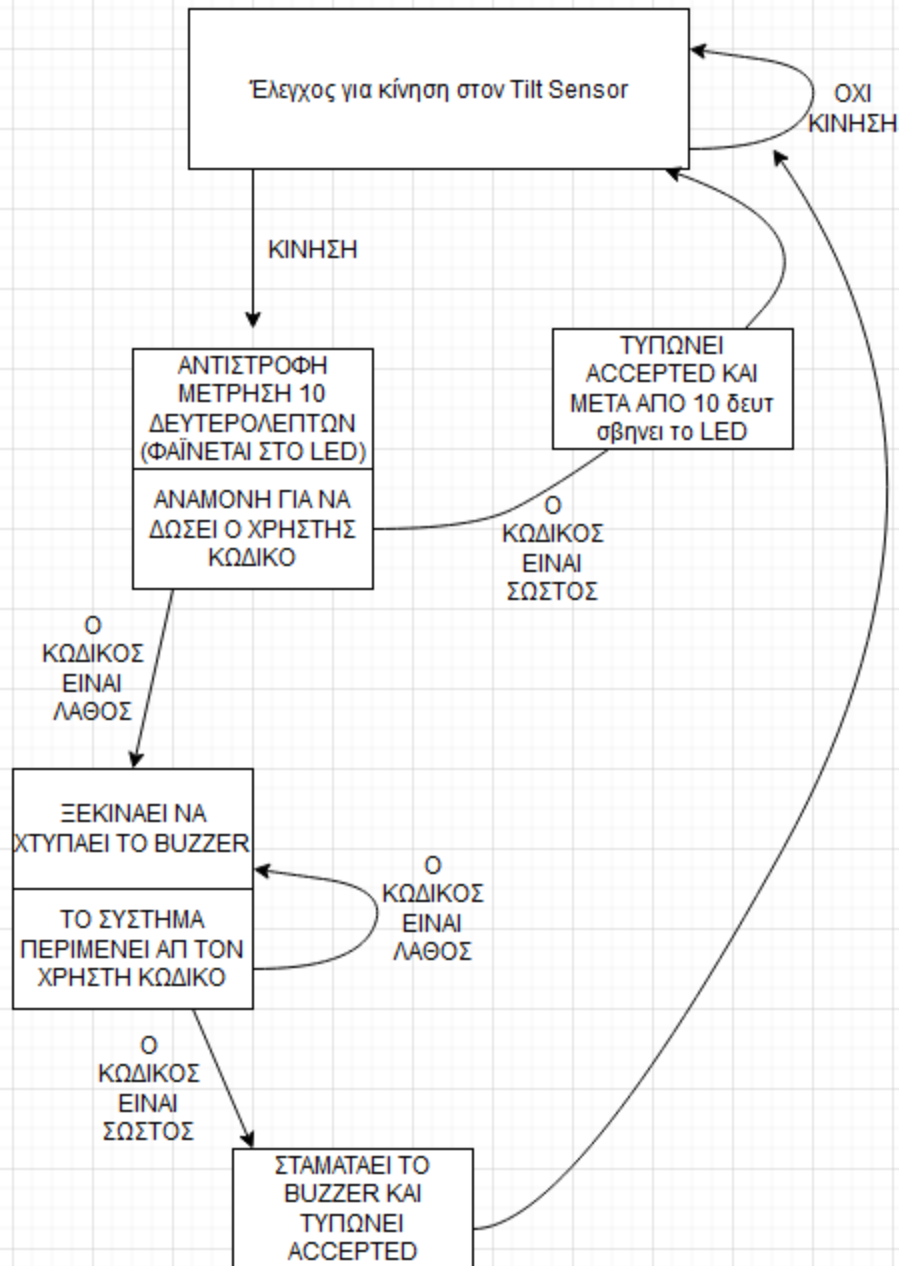 Έλεγχος για κίνηση στον Tilt Sensor
ΟΧΙ
ΚΙΝΗΣΗ
ΚΙΝΗΣΗ
ΑΝΤΙΣΤΡΟΦΗ
ΜΕΤΡΗΣΗ 10
ΔΕΥΤΕΡΟΛΕΠΤΩΝ
(ΦΑΪΝΕΤΑΙ ΣΤΟ LED)
ΑΝΑΜΟΝΗ ΓΙΑ ΝΑ
ΔΩΣΕΙ Ο ΧΡΗΣΤΗΣ
ΚΩΔΙΚΟ
ΤΥΠΩΝΕΙ
ACCEPTED ΚΑΙ
ΜΕΤΑ ΑΠΟ 10 δευτ
σβηνει το LED
Ο
ΚΩΔΙΚΟΣ
ΕΙΝΑΙ
ΣΩΣΤΟΣ
Ο
ΚΩΔΙΚΟΣ
ΕΙΝΑΙ
ΛΑΘΟΣ
ΞΕΚΙΝΑΕΙ ΝΑ
ΧΤΥΠΑΕΙ ΤΟ BUZZER
ΤΟ ΣΥΣΤΗΜΑ
ΠΕΡΙΜΕΝΕΙ ΑΠ ΤΟΝ
ΧΡΗΣΤΗ ΚΩΔΙΚΟ
Ο
ΚΩΔΙΚΟΣ
ΕΙΝΑΙ
ΛΑΘΟΣ
Ο
ΚΩΔΙΚΟΣ
ΕΙΝΑΙ
ΣΩΣΤΟΣ
ΣΤΑΜΑΤΑΕΙ ΤΟ
BUZZER ΚΑΙ
ΤΥΠΩΝΕΙ
ACCEPTED